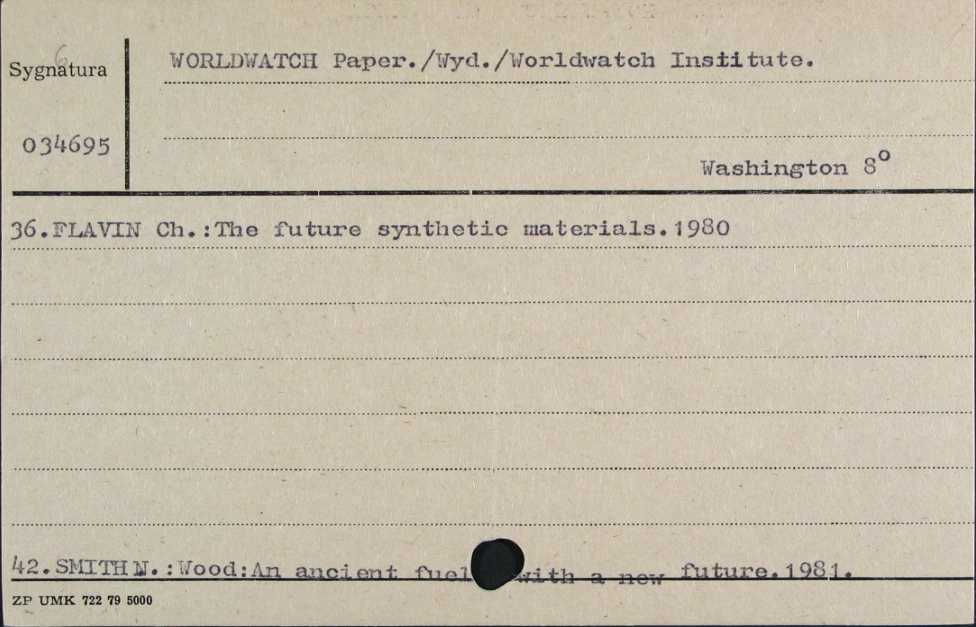 6
Sygnatura
WORLDWATCH Paper./Wyd./Worldwatch Institute.
034695
Washington 8°
36.FLAVIN Ch.:The future synthetic materials.1980
42.SMITH N.:Wood:An ancient fuel with a new future.1981.
ZP UMK 722 79 5000